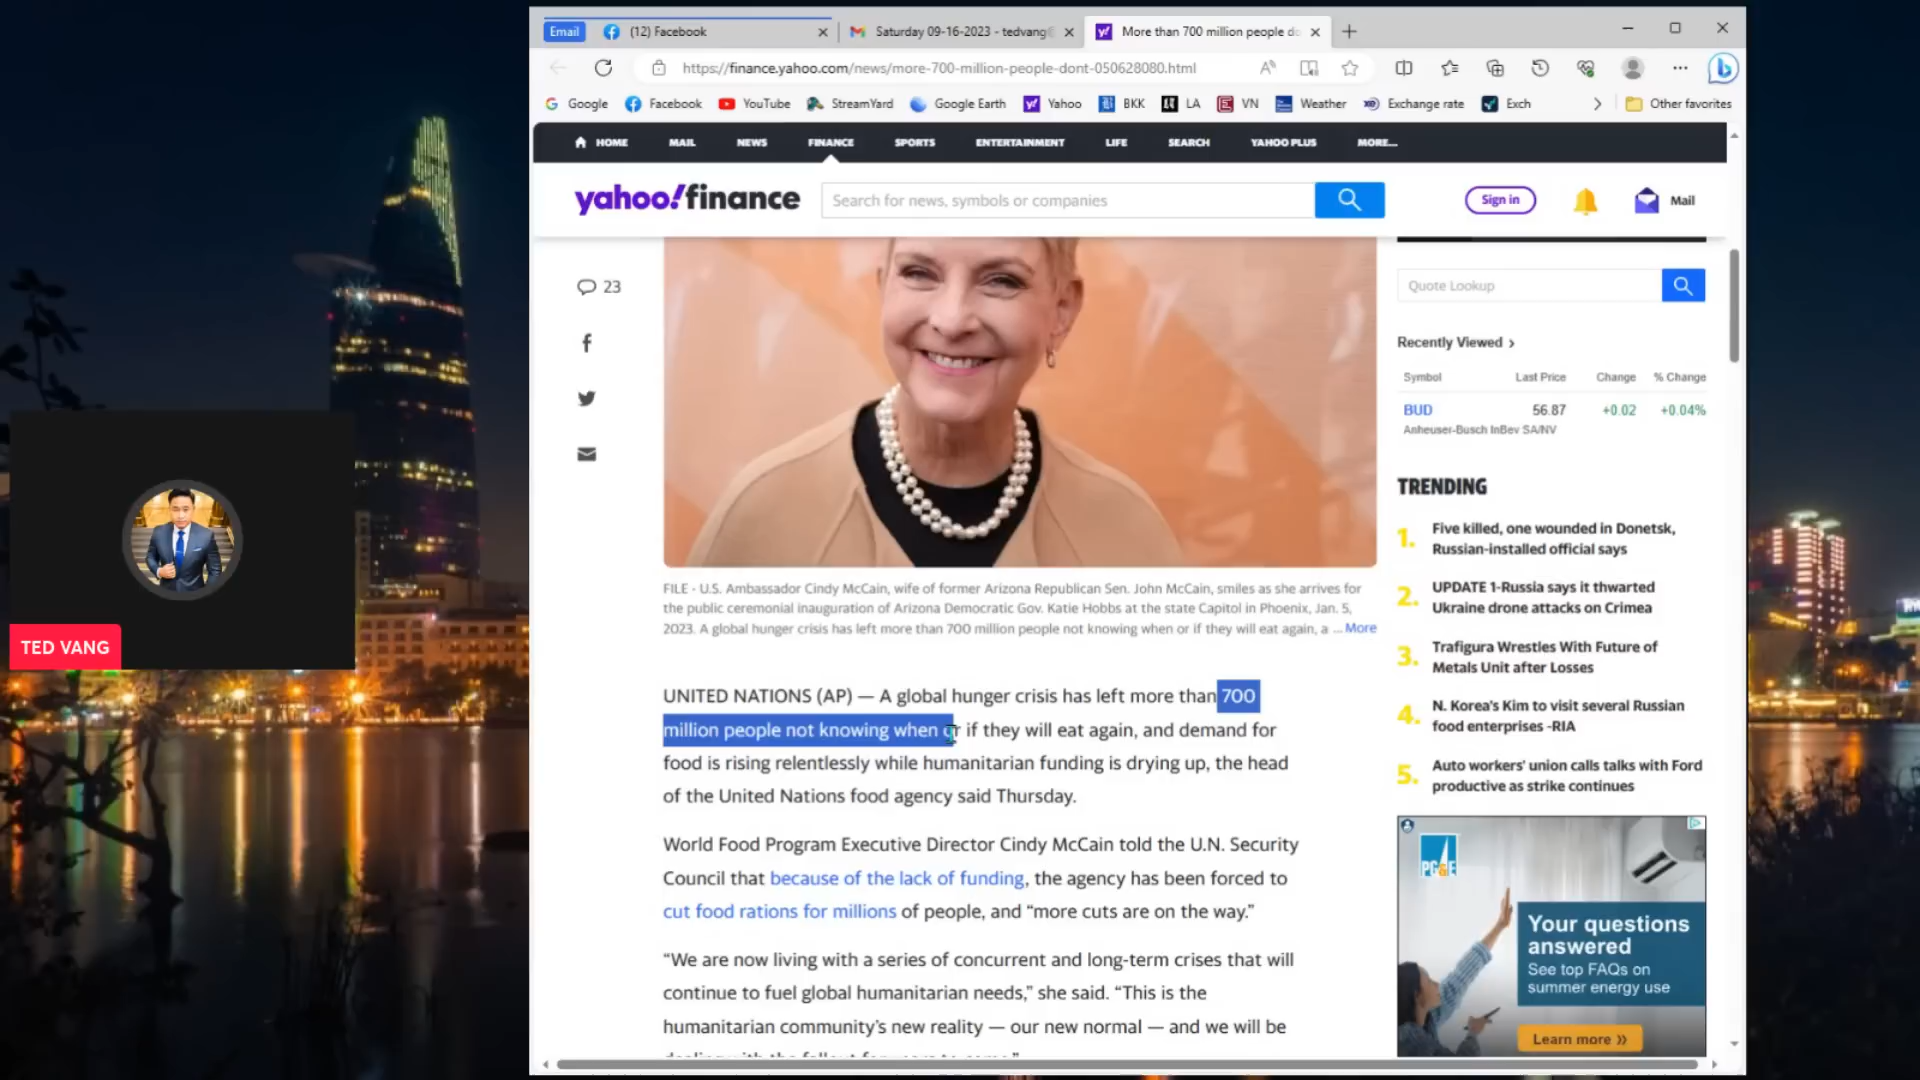 Email
(12) Facebook
Saturday 09-16-2023 - tedvang
More than 700 million people
https://finance.yahoo.com/news/more-700-million-people-dont-050628080.html
Google
Facebook
YouTube
StreamYard
Google Earth
Yahoo
BKK
LA
VN
Weather
Exchange rate
Exch
Other favorites
HOME
MAIL
NEWS
FINANCE
SPORTS
ENTERTAINMENT
LIFE
SEARCH
YAHOO PLUS
MORE...
yahoo!finance
Search for news, symbols or companies
Sign in
Mail
23
Quote Lookup
Recently Viewed >
Symbol Last Price Change % Change
BUD 56.87 +0.02 +0.04%
Anheuser-Busch InBev SA/NV
TED VANG
FILE - U.S. Ambassador Cindy McCain, wife of former Arizona Republican Sen. John McCain, smiles as she arrives for
the public ceremonial inauguration of Arizona Democratic Gov. Katie Hobbs at the state Capitol in Phoenix, Jan. 5,
2023. A global hunger crisis has left more than 700 million people not knowing when or if they will eat again, a ... More
UNITED NATIONS (AP) — A global hunger crisis has left more than 700
million people not knowing when or if they will eat again, and demand for
food is rising relentlessly while humanitarian funding is drying up, the head
of the United Nations food agency said Thursday.
World Food Program Executive Director Cindy McCain told the U.N. Security
Council that because of the lack of funding, the agency has been forced to
cut food rations for millions of people, and “more cuts are on the way.”
“We are now living with a series of concurrent and long-term crises that will
continue to fuel global humanitarian needs,” she said. “This is the
humanitarian community’s new reality — our new normal — and we will be
TRENDING
1. Five killed, one wounded in Donetsk,
Russian-installed official says
2. UPDATE 1-Russia says it thwarted
Ukraine drone attacks on Crimea
3. Trafigura Wrestles With Future of
Metals Unit after Losses
4. N. Korea's Kim to visit several Russian
food enterprises -RIA
5. Auto workers' union calls talks with Ford
productive as strike continues
PG&E
Your questions
answered
See top FAQs on
summer energy use
Learn more »